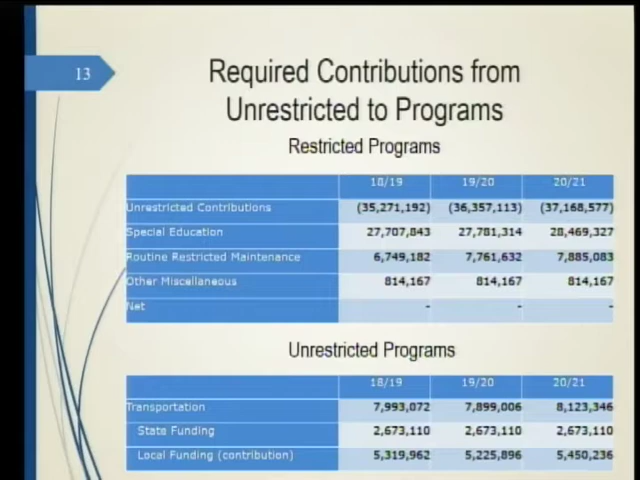 13
Required Contributions from
Unrestricted to Programs
Restricted Programs
18/19 19/20 20/21
Unrestricted Contributions (35,271,192) (36,357,113) (37,168,577)
Special Education 27,707,843 27,781,314 28,469,327
Routine Restricted Maintenance 6,749,182 7,761,632 7,885,083
Other Miscellaneous 814,167 814,167 814,167
Net - - -
Unrestricted Programs
18/19 19/20 20/21
Transportation 7,993,072 7,899,006 8,123,346
State Funding 2,673,110 2,673,110 2,673,110
Local Funding (contribution) 5,319,962 5,225,896 5,450,236